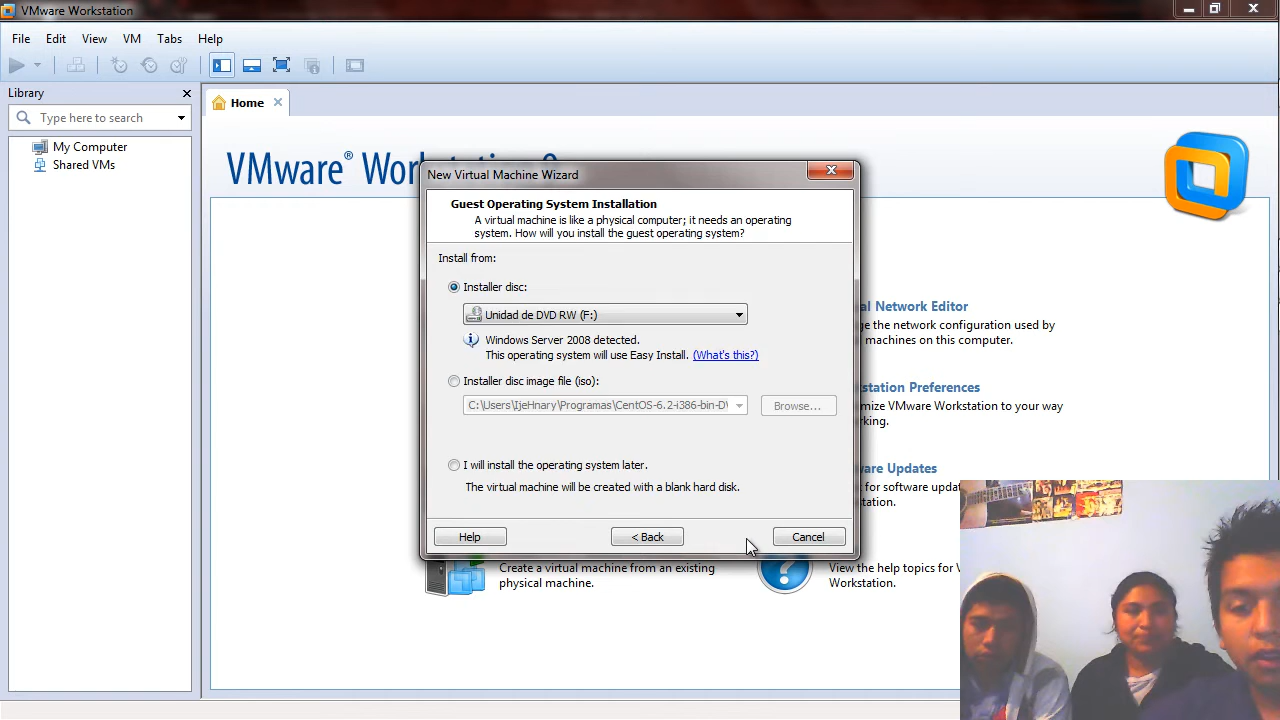 VMware Workstation
File Edit View VM Tabs Help
Library
Type here to search
My Computer
Shared VMs
Home
VMware® Workstation 9
New Virtual Machine Wizard
Guest Operating System Installation
A virtual machine is like a physical computer; it needs an operating
system. How will you install the guest operating system?
Install from:
Installer disc:
Unidad de DVD RW (F:)
Windows Server 2008 detected.
This operating system will use Easy Install. (What's this?)
Installer disc image file (iso):
C:\Users\IjeHnary\Programas\CentOS-6.2-i386-bin-D\
Browse...
I will install the operating system later.
The virtual machine will be created with a blank hard disk.
Help
< Back
Cancel
al Network Editor
ge the network configuration used by
machines on this computer.
station Preferences
mize VMware Workstation to your way
king.
are Updates
for software upda
station.
Create a virtual machine from an existing
physical machine.
View the help topics for V
Workstation.